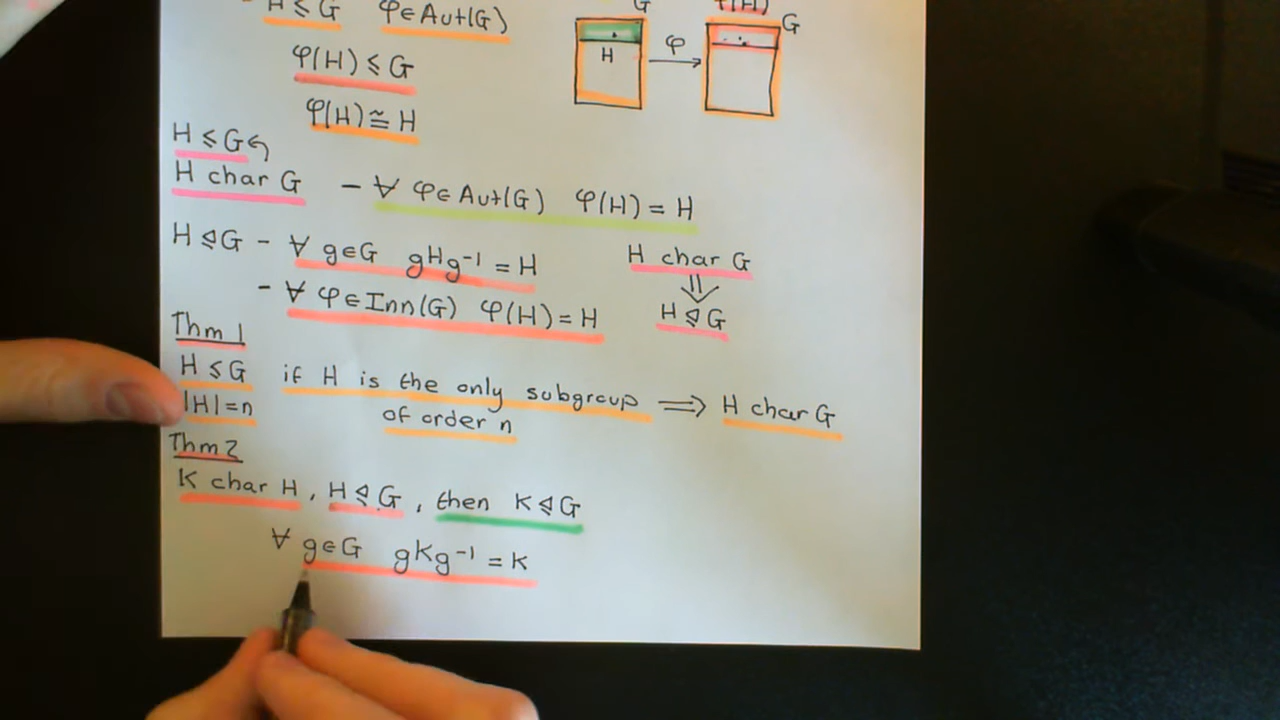 H ≤ G φ∈Aut(G)
G φ(H) G
φ(H) ≤ G
H φ
φ(H) ≅ H
H ≤ G
H char G – ∀ φ∈Aut(G) φ(H) = H
H ⊴ G – ∀ g∈G gHg⁻¹ = H
– ∀ φ∈Inn(G) φ(H) = H
H char G
⇓
H ⊴ G
Thm 1
H ≤ G if H is the only subgroup ⟹ H char G
|H| = n of order n
Thm 2
K char H, H ⊴ G, then K ⊴ G
∀ g∈G gKg⁻¹ = K